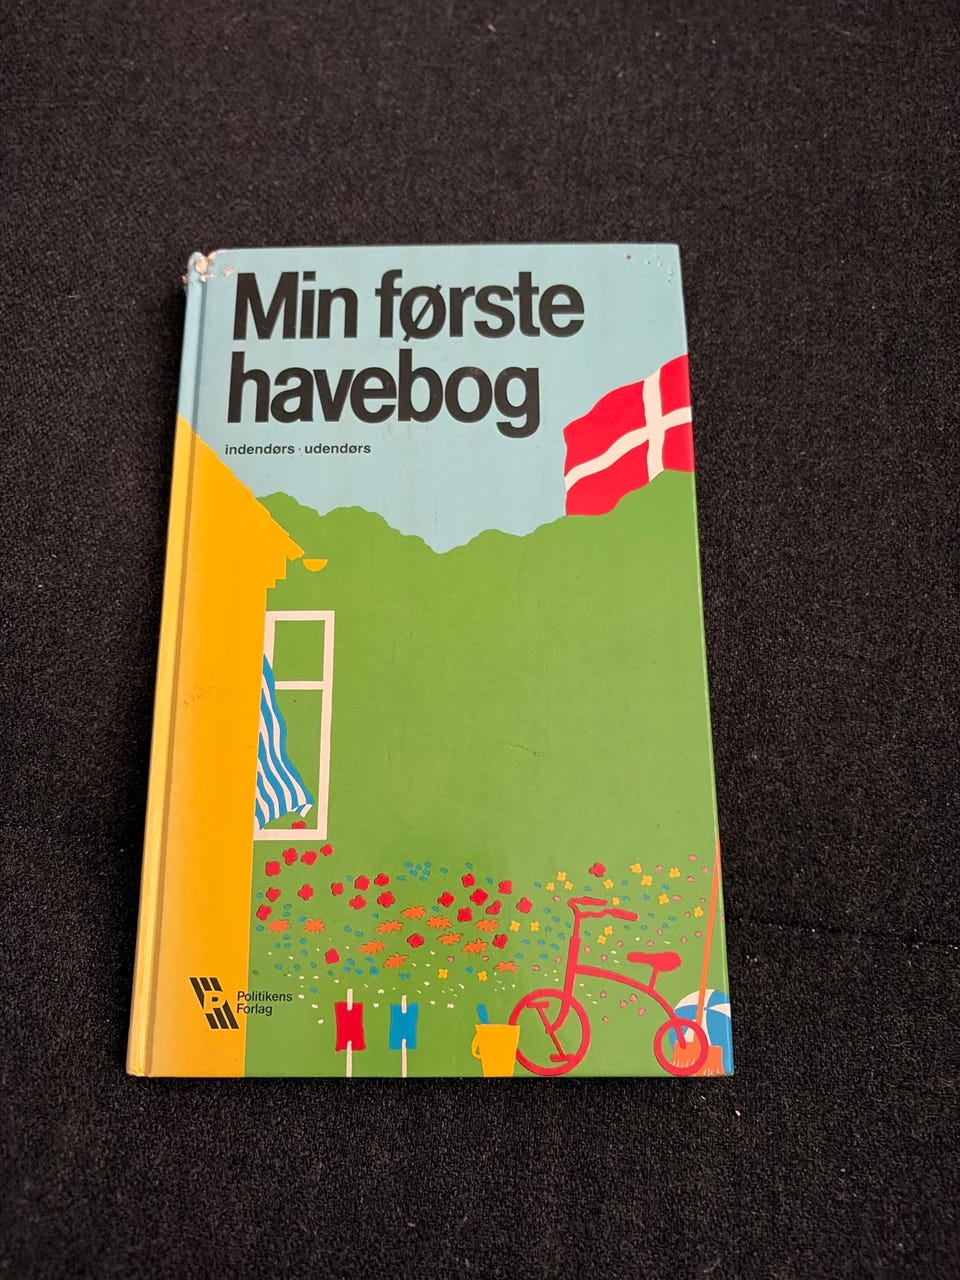 Min første
havebog
indendørs · udendørs
P
Politikens
Forlag